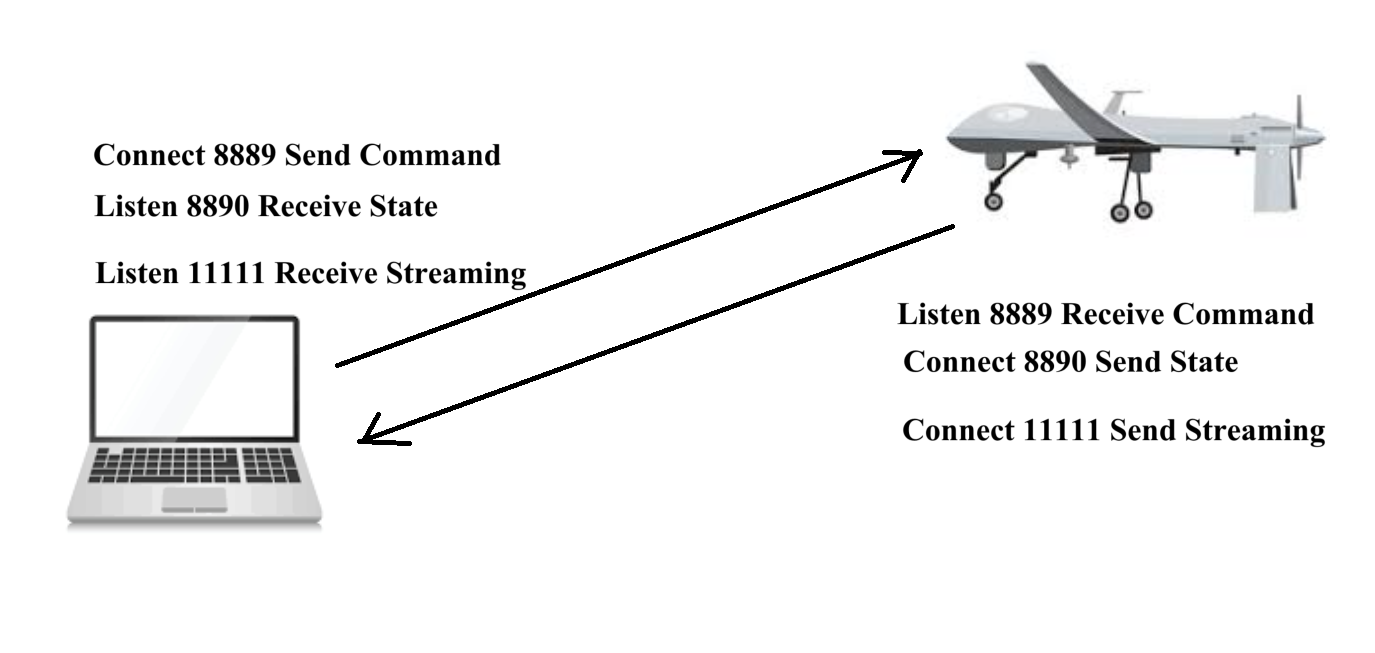 Connect 8889 Send Command
Listen 8890 Receive State
Listen 11111 Receive Streaming
Listen 8889 Receive Command
Connect 8890 Send State
Connect 11111 Send Streaming